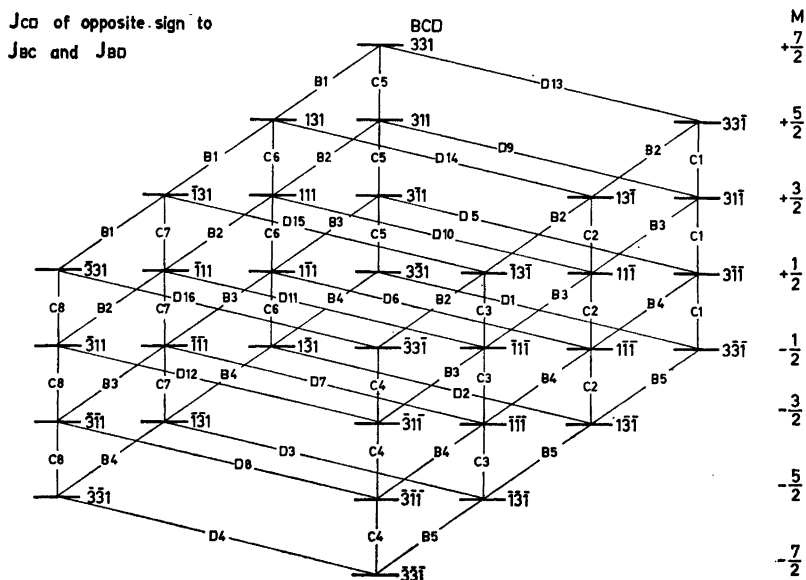 J_CD of opposite sign to
J_BC and J_BD
BCD
M
331 +7/2
B1 C5 D13
131 311 331̄ +5/2
B1 C6 B2 C5 D14 D9 B2 C1
1̄31 111 31̄1 131̄ 311̄ +3/2
B1 C7 B2 D15 C6 B3 C5 D10 D5 B2 C2 B3 C1
3̄31 1̄11 11̄1 33̄1 1̄31̄ 111̄ 31̄1̄ +1/2
C8 B2 D16 C7 B3 D11 C6 B4 D6 B2 C3 D1 B3 C2 B4 C1
3̄11 1̄1̄1 13̄1 3̄31̄ 1̄11̄ 11̄1̄ 33̄1̄ -1/2
C8 B3 D12 C7 B4 D7 C4 B3 C3 D2 B4 C2 B5
3̄1̄1 1̄3̄1 3̄11̄ 1̄1̄1̄ 13̄1̄ -3/2
C8 B4 D8 D3 C4 B4 C3 B5
3̄3̄1 3̄1̄1̄ 1̄3̄1̄ -5/2
D4 C4 B5
3̄3̄1̄ -7/2